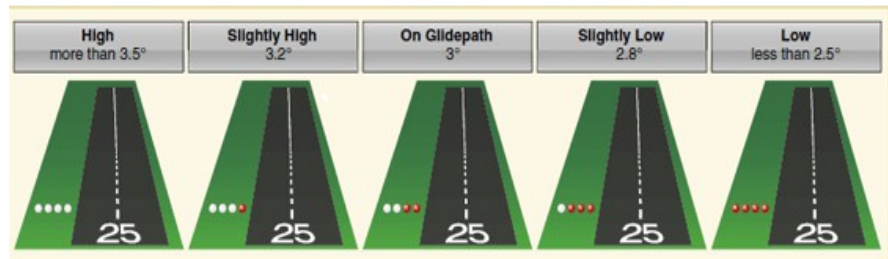 High
more than 3.5°
Slightly High
3.2°
On Glidepath
3°
Slightly Low
2.8°
Low
less than 2.5°
25
25
25
25
25